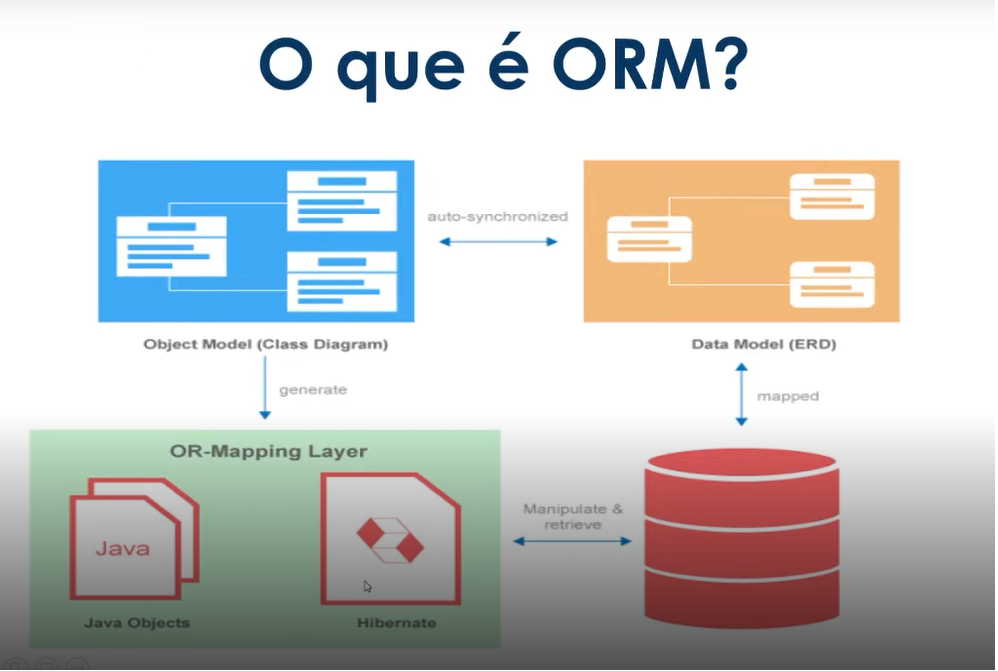 O que é ORM?
auto-synchronized
Object Model (Class Diagram)
Data Model (ERD)
generate
mapped
OR-Mapping Layer
Java
Manipulate &
retrieve
Java Objects
Hibernate